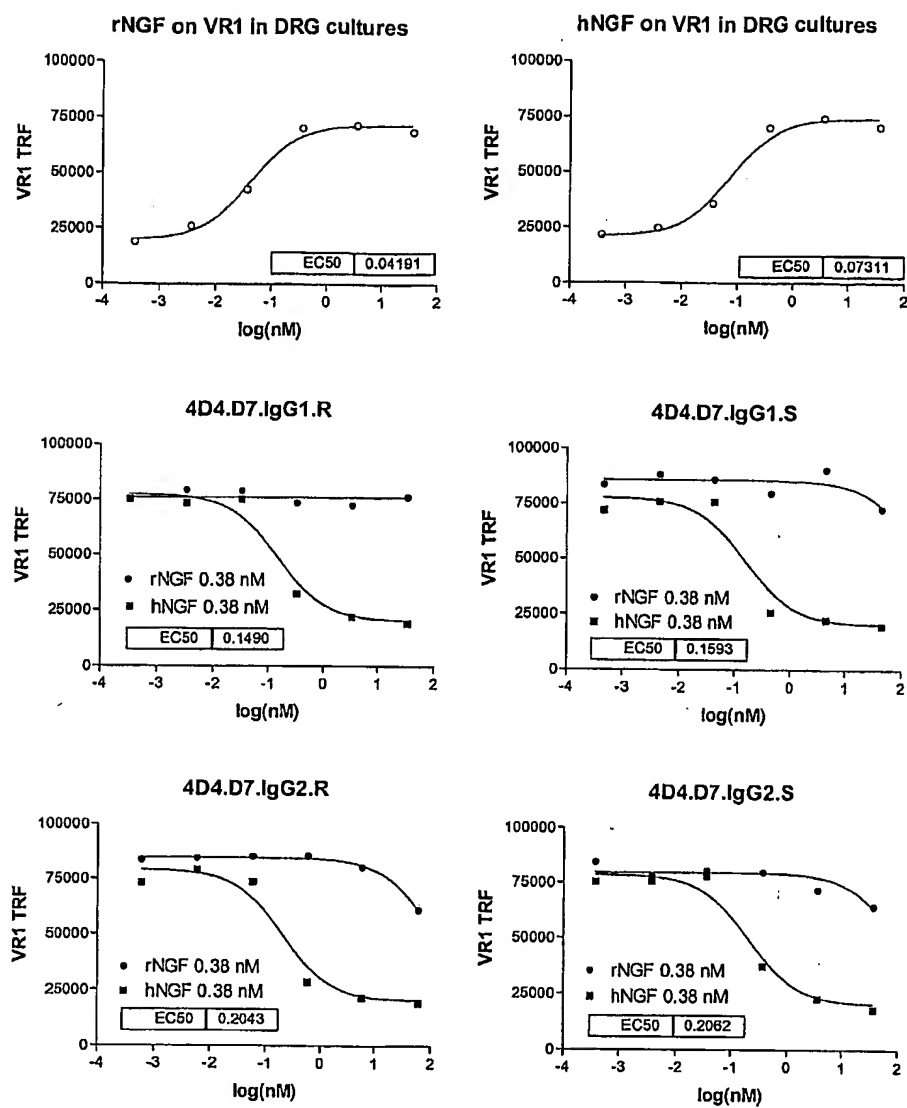 rNGF on VR1 in DRG cultures
100000
75000
50000
25000
0
VR1 TRF
EC50 0.04191
-4 -3 -2 -1 0 1 2
log(nM)
hNGF on VR1 in DRG cultures
100000
75000
50000
25000
0
VR1 TRF
EC50 0.07311
-4 -3 -2 -1 0 1 2
log(nM)
4D4.D7.IgG1.R
100000
75000
50000
25000
0
VR1 TRF
rNGF 0.38 nM
hNGF 0.38 nM
EC50 0.1490
-4 -3 -2 -1 0 1 2
log(nM)
4D4.D7.IgG1.S
100000
75000
50000
25000
0
VR1 TRF
rNGF 0.38 nM
hNGF 0.38 nM
EC50 0.1593
-4 -3 -2 -1 0 1 2
log(nM)
4D4.D7.IgG2.R
100000
75000
50000
25000
0
VR1 TRF
rNGF 0.38 nM
hNGF 0.38 nM
EC50 0.2043
-4 -3 -2 -1 0 1 2
log(nM)
4D4.D7.IgG2.S
100000
75000
50000
25000
0
VR1 TRF
rNGF 0.38 nM
hNGF 0.38 nM
EC50 0.2062
-4 -3 -2 -1 0 1 2
log(nM)